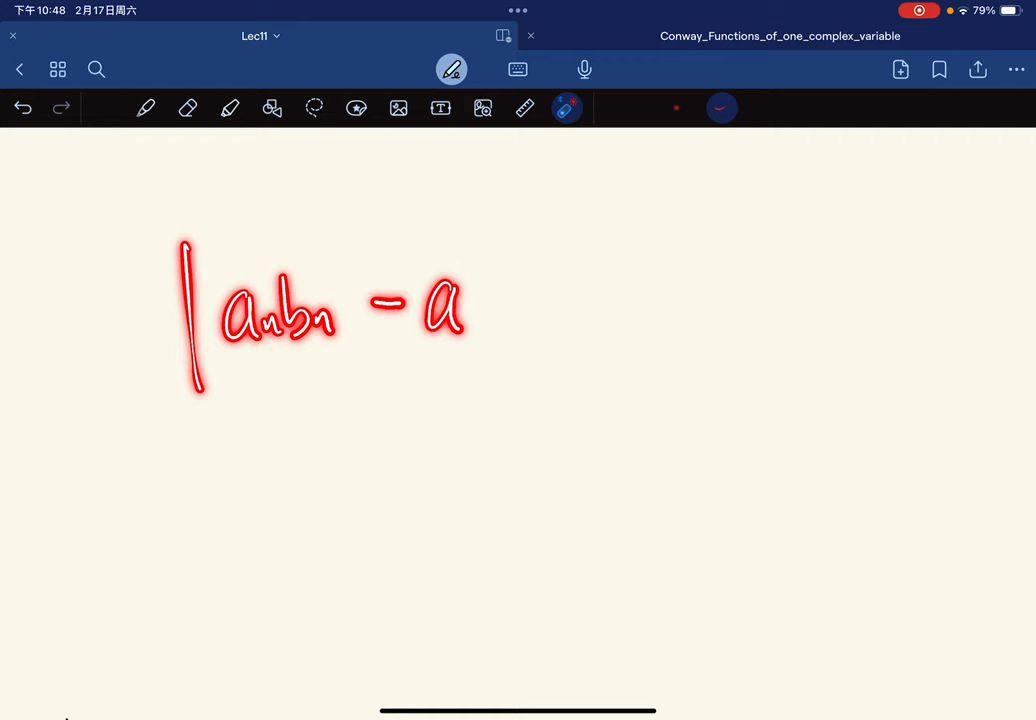 下午10:48 2月17日周六 79%
Lec11 Conway_Functions_of_one_complex_variable
T
| anbn - a